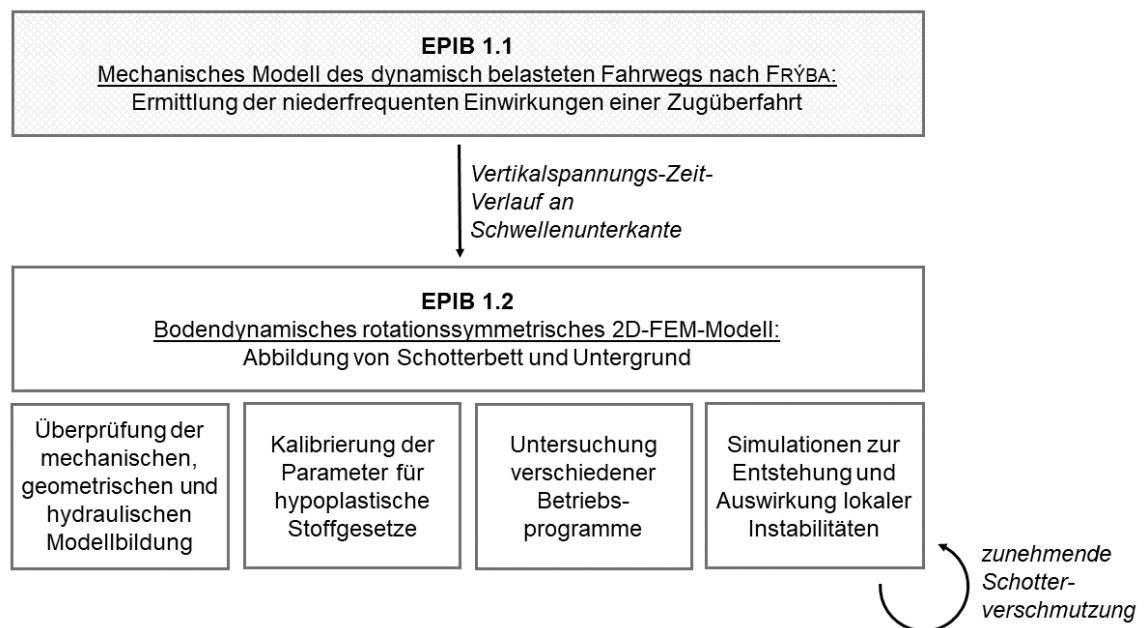 EPIB 1.1
Mechanisches Modell des dynamisch belasteten Fahrwegs nach FRÝBA:
Ermittlung der niederfrequenten Einwirkungen einer Zugüberfahrt
Vertikalspannungs-Zeit-
Verlauf an
Schwellenunterkante
EPIB 1.2
Bodendynamisches rotationssymmetrisches 2D-FEM-Modell:
Abbildung von Schotterbett und Untergrund
Überprüfung der
mechanischen,
geometrischen und
hydraulischen
Modellbildung
Kalibrierung der
Parameter für
hypoplastische
Stoffgesetze
Untersuchung
verschiedener
Betriebs-
programme
Simulationen zur
Entstehung und
Auswirkung lokaler
Instabilitäten
zunehmende
Schotter-
verschmutzung